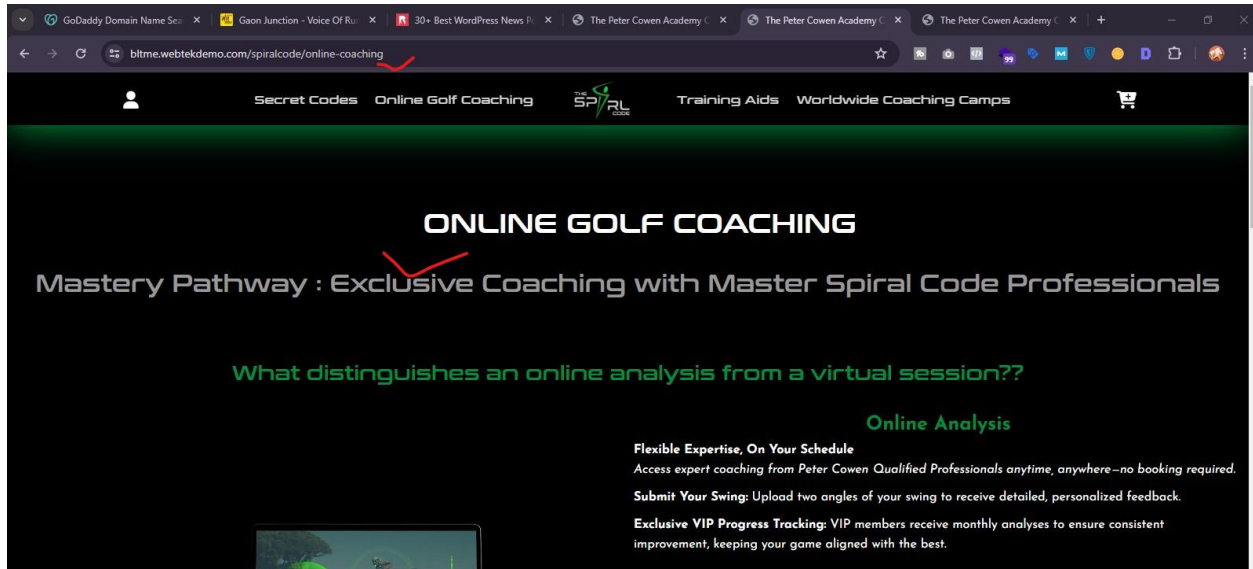 GoDaddy Domain Name Sea
Gaon Junction - Voice Of Rur
30+ Best WordPress News Po
The Peter Cowen Academy C
The Peter Cowen Academy C
The Peter Cowen Academy C
bltme.webtekdemo.com/spiralcode/online-coaching
99
Secret Codes
Online Golf Coaching
THE SPIRL CODE
Training Aids
Worldwide Coaching Camps
ONLINE GOLF COACHING
Mastery Pathway : Exclusive Coaching with Master Spiral Code Professionals
What distinguishes an online analysis from a virtual session??
Online Analysis
Flexible Expertise, On Your Schedule
Access expert coaching from Peter Cowen Qualified Professionals anytime, anywhere—no booking required.
Submit Your Swing: Upload two angles of your swing to receive detailed, personalized feedback.
Exclusive VIP Progress Tracking: VIP members receive monthly analyses to ensure consistent
improvement, keeping your game aligned with the best.